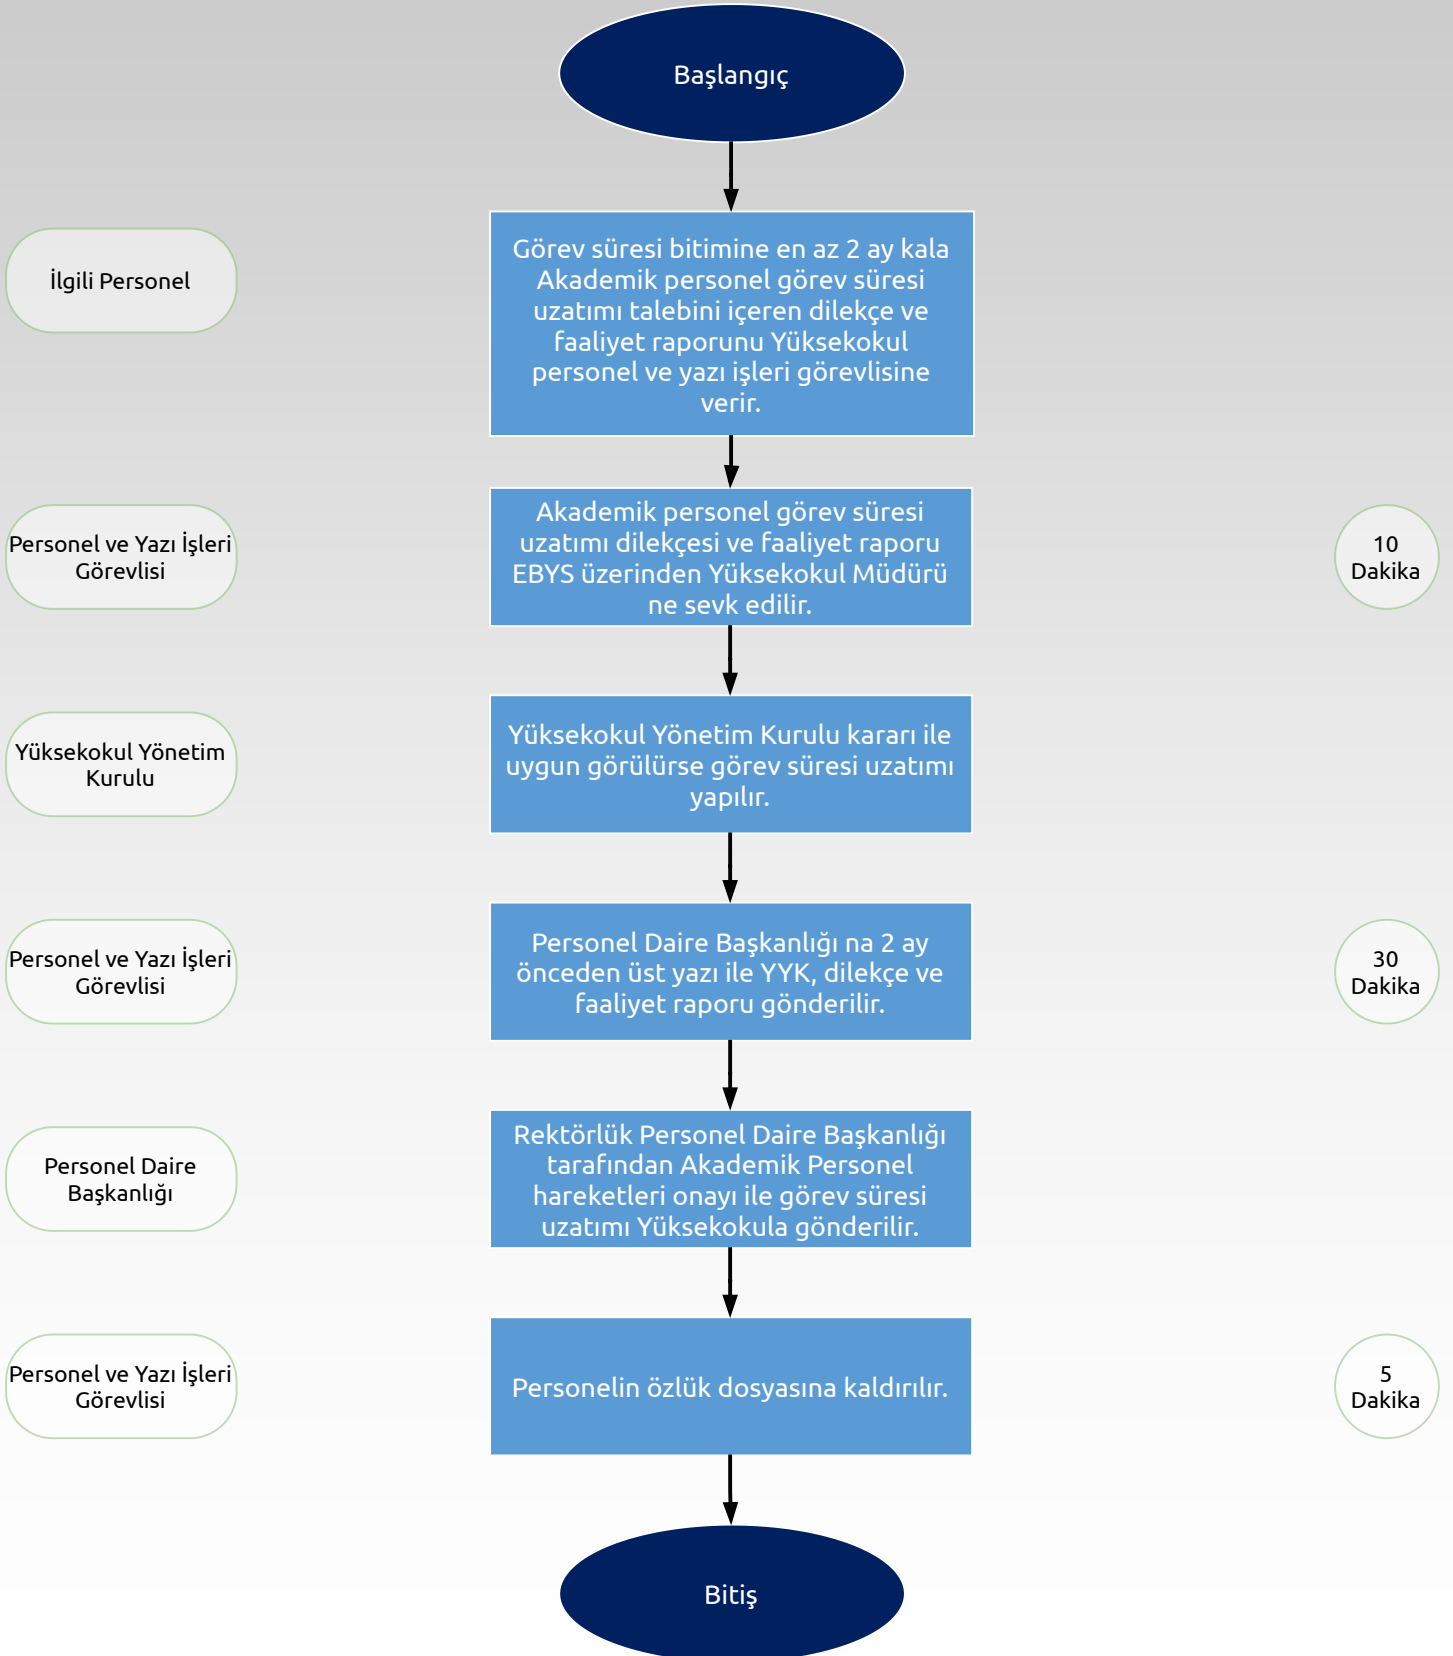 Başlangıç
İlgili Personel
Görev süresi bitimine en az 2 ay kala
Akademik personel görev süresi
uzatımı talebini içeren dilekçe ve
faaliyet raporunu Yüksekokul
personel ve yazı işleri görevlisine
verir.
Personel ve Yazı İşleri
Görevlisi
Akademik personel görev süresi
uzatımı dilekçesi ve faaliyet raporu
EBYS üzerinden Yüksekokul Müdürü
ne sevk edilir.
10
Dakika
Yüksekokul Yönetim
Kurulu
Yüksekokul Yönetim Kurulu kararı ile
uygun görülürse görev süresi uzatımı
yapılır.
Personel ve Yazı İşleri
Görevlisi
Personel Daire Başkanlığı na 2 ay
önceden üst yazı ile YYK, dilekçe ve
faaliyet raporu gönderilir.
30
Dakika
Personel Daire
Başkanlığı
Rektörlük Personel Daire Başkanlığı
tarafından Akademik Personel
hareketleri onayı ile görev süresi
uzatımı Yüksekokula gönderilir.
Personel ve Yazı İşleri
Görevlisi
Personelin özlük dosyasına kaldırılır.
5
Dakika
Bitiş